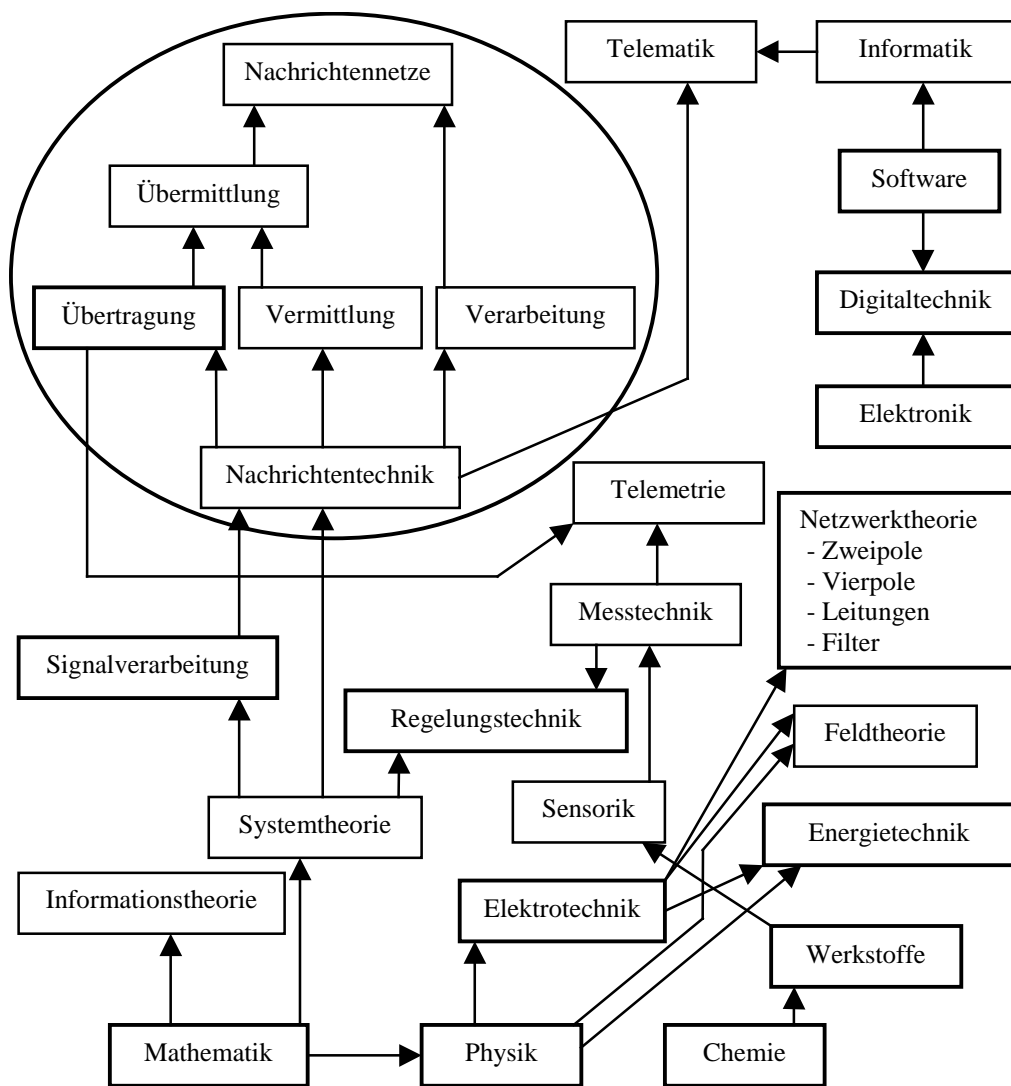 Telematik
Informatik
Nachrichtennetze
Software
Übermittlung
Digitaltechnik
Übertragung
Vermittlung
Verarbeitung
Elektronik
Nachrichtentechnik
Telemetrie
Netzwerktheorie
- Zweipole
- Vierpole
- Leitungen
- Filter
Messtechnik
Signalverarbeitung
Regelungstechnik
Feldtheorie
Systemtheorie
Sensorik
Energietechnik
Informationstheorie
Elektrotechnik
Werkstoffe
Mathematik
Physik
Chemie